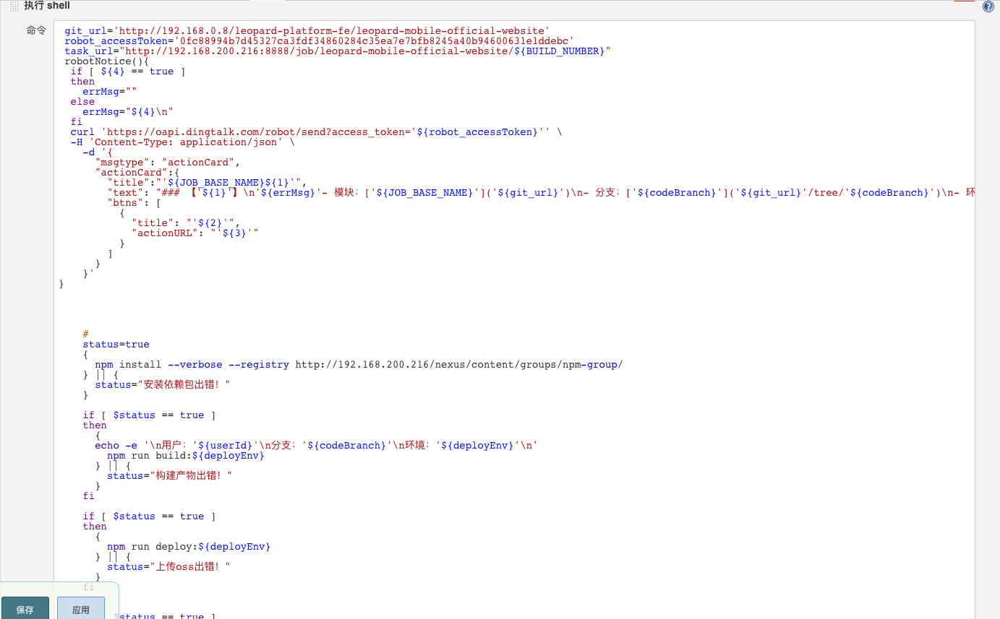 执行 shell
命令
git_url='http://192.168.0.8/leopard-platform-fe/leopard-mobile-official-website'
robot_accessToken='0fc88994b7d45327ca3fdf34860284c35ea7e7bfb8245a40b94600631e1ddebc'
task_url="http://192.168.200.216:8888/job/leopard-mobile-official-website/${BUILD_NUMBER}"
robotNotice(){
if [ ${4} == true ]
then
errMsg=""
else
errMsg="${4}\n"
fi
curl 'https://oapi.dingtalk.com/robot/send?access_token='${robot_accessToken}'' \
-H 'Content-Type: application/json' \
-d '{
"msgtype": "actionCard",
"actionCard":{
"title":"'${JOB_BASE_NAME}${1}'",
"text": "### 【'${1}'】\n'${errMsg}'- 模块：['${JOB_BASE_NAME}']('${git_url}')\n- 分支：['${codeBranch}']('${git_url}'/tree/'${codeBranch}')\n- 环
"btns": [
{
"title": "'${2}'",
"actionURL": "'${3}'"
}
]
}
}'
}
#
status=true
{
npm install --verbose --registry http://192.168.200.216/nexus/content/groups/npm-group/
} || {
status="安装依赖包出错！"
}
if [ $status == true ]
then
{
echo -e '\n用户：'${userId}'\n分支：'${codeBranch}'\n环境：'${deployEnv}'\n'
npm run build:${deployEnv}
} || {
status="构建产物出错！"
}
fi
if [ $status == true ]
then
{
npm run deploy:${deployEnv}
} || {
status="上传oss出错！"
}
fi
保存
应用
$status == true ]